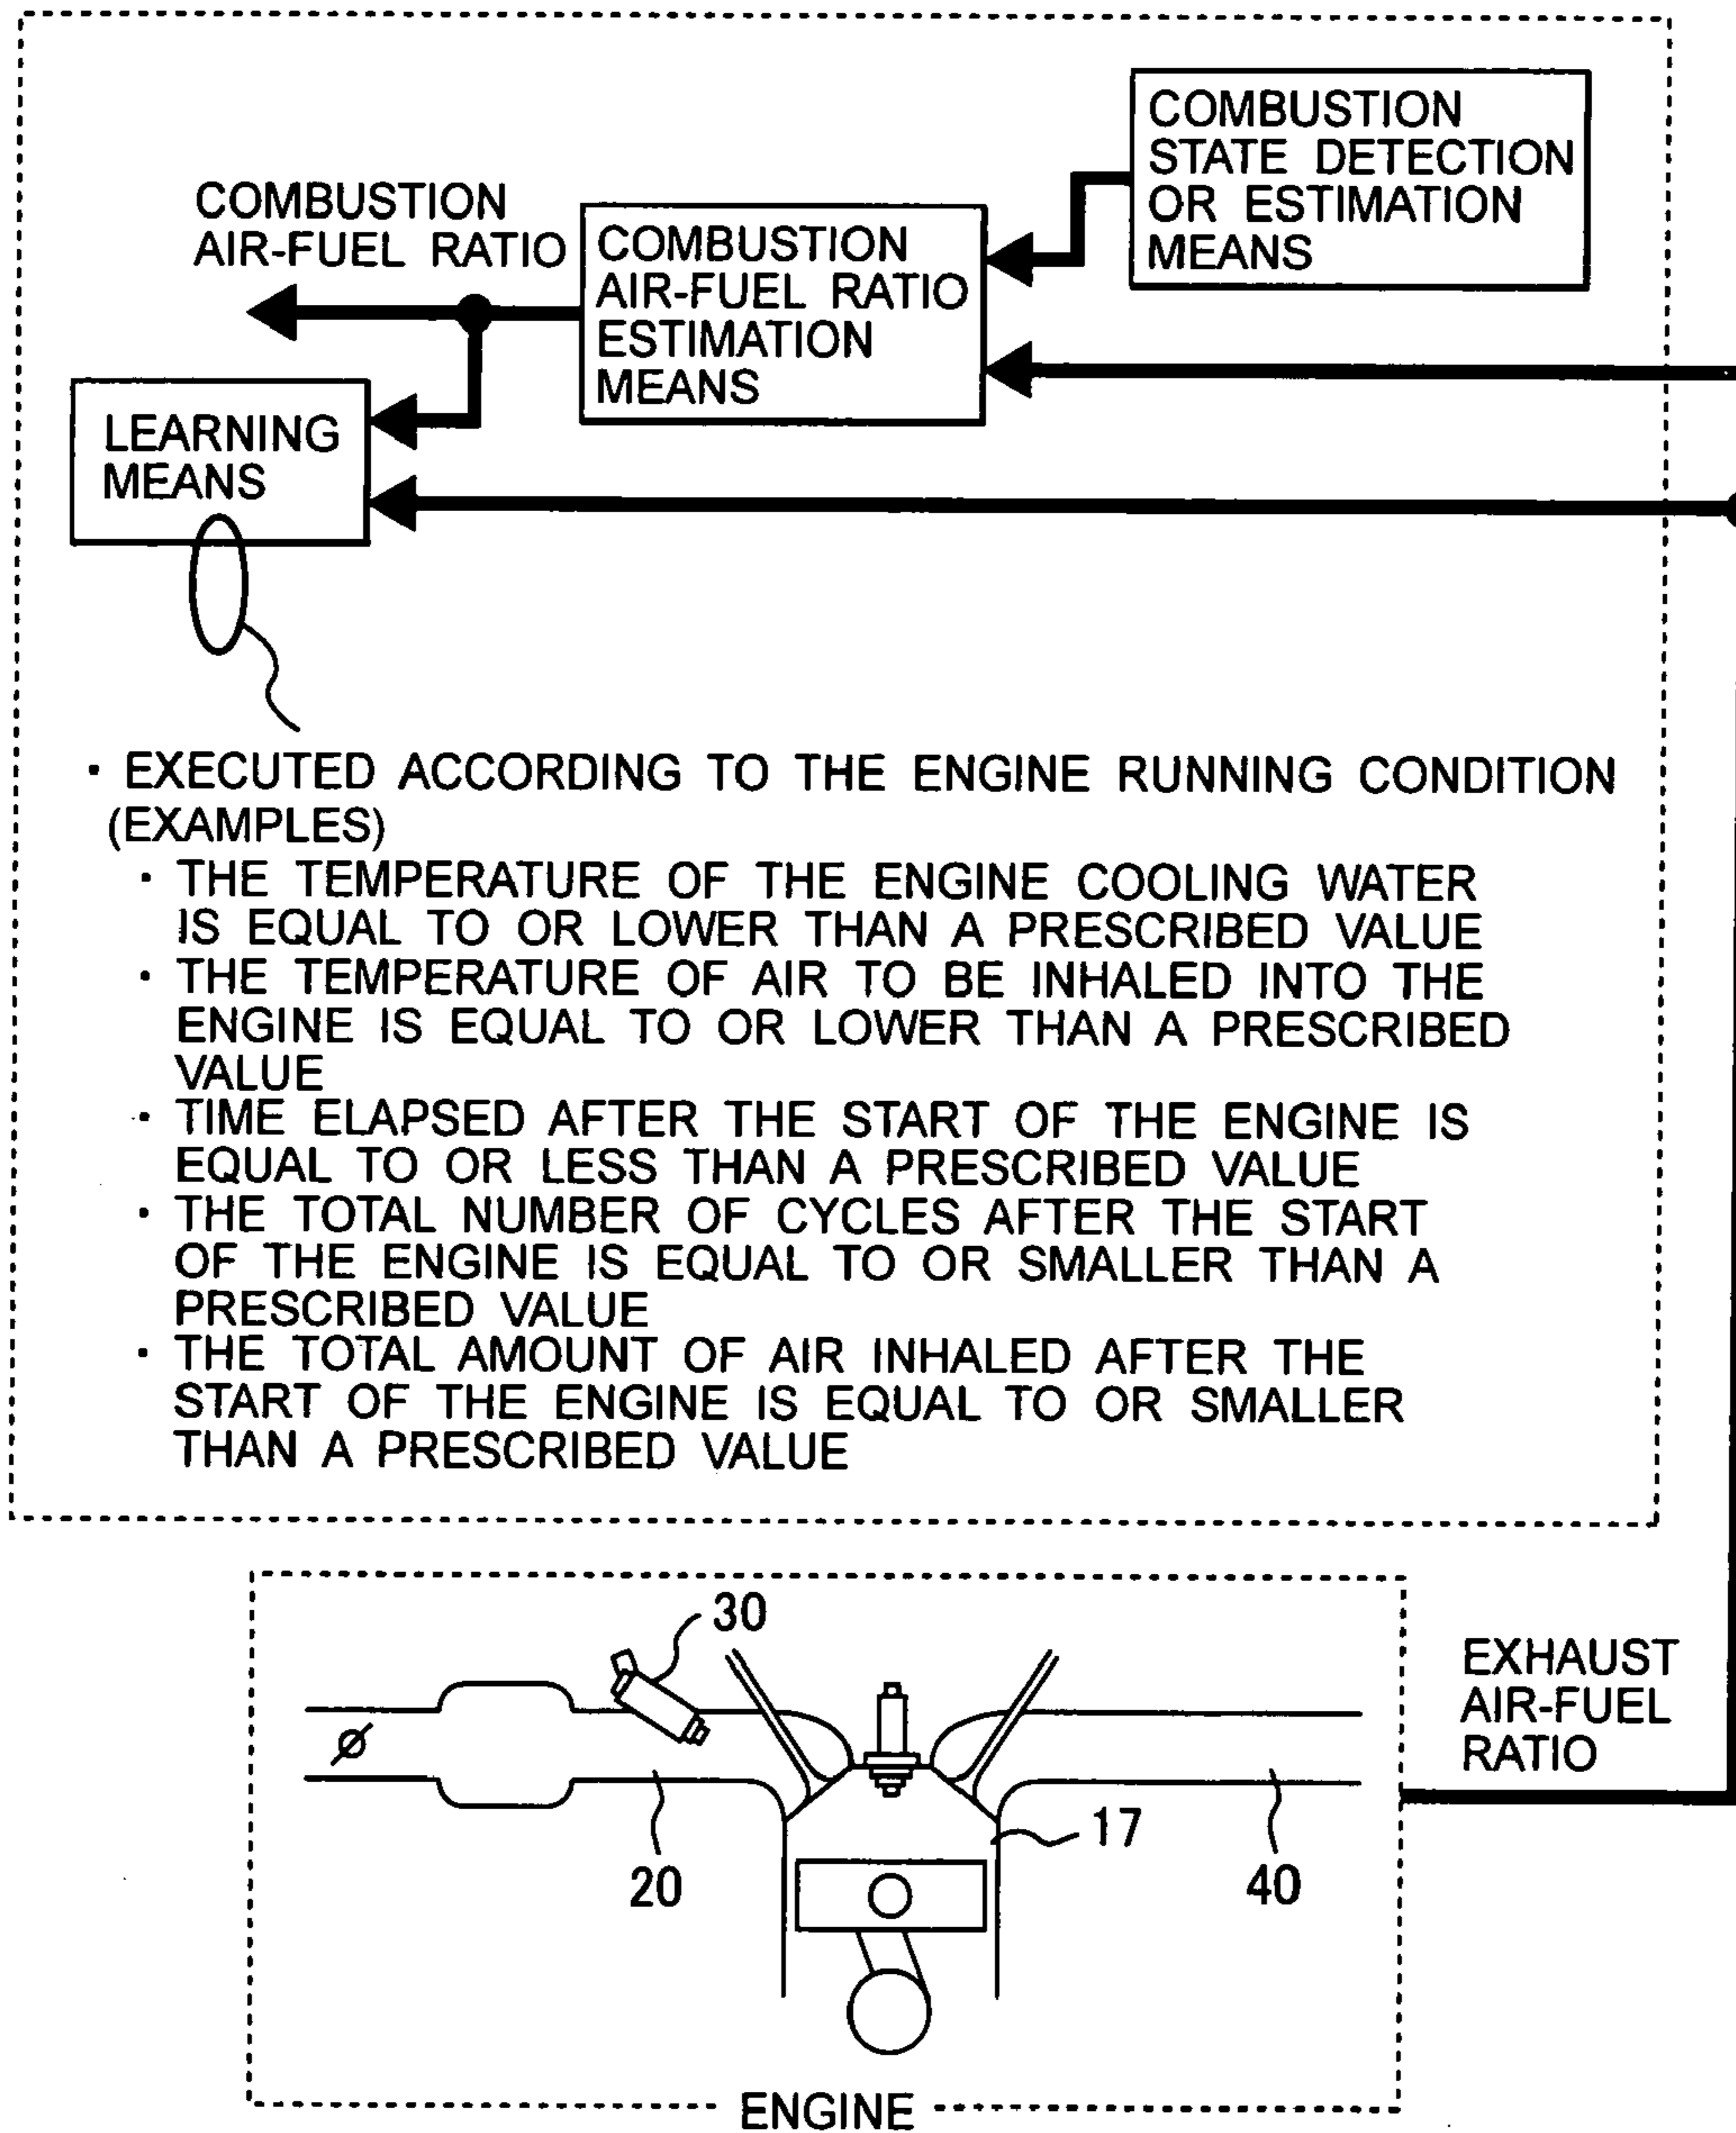 COMBUSTION
STATE DETECTION
OR ESTIMATION
MEANS
COMBUSTION
AIR-FUEL RATIO
COMBUSTION
AIR-FUEL RATIO
ESTIMATION
MEANS
LEARNING
MEANS
· EXECUTED ACCORDING TO THE ENGINE RUNNING CONDITION
(EXAMPLES)
· THE TEMPERATURE OF THE ENGINE COOLING WATER
IS EQUAL TO OR LOWER THAN A PRESCRIBED VALUE
· THE TEMPERATURE OF AIR TO BE INHALED INTO THE
ENGINE IS EQUAL TO OR LOWER THAN A PRESCRIBED
VALUE
· TIME ELAPSED AFTER THE START OF THE ENGINE IS
EQUAL TO OR LESS THAN A PRESCRIBED VALUE
· THE TOTAL NUMBER OF CYCLES AFTER THE START
OF THE ENGINE IS EQUAL TO OR SMALLER THAN A
PRESCRIBED VALUE
· THE TOTAL AMOUNT OF AIR INHALED AFTER THE
START OF THE ENGINE IS EQUAL TO OR SMALLER
THAN A PRESCRIBED VALUE
30
EXHAUST
AIR-FUEL
RATIO
17
20
40
ENGINE